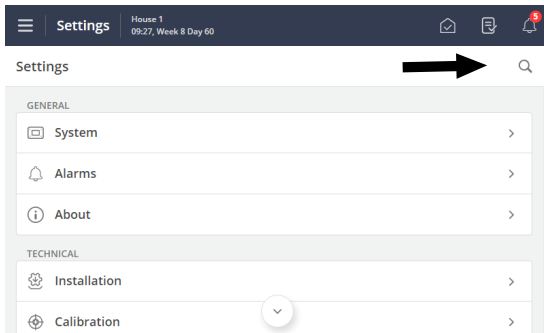 Settings
House 1
09:27, Week 8 Day 60
5
Settings
GENERAL
System
Alarms
About
TECHNICAL
Installation
Calibration